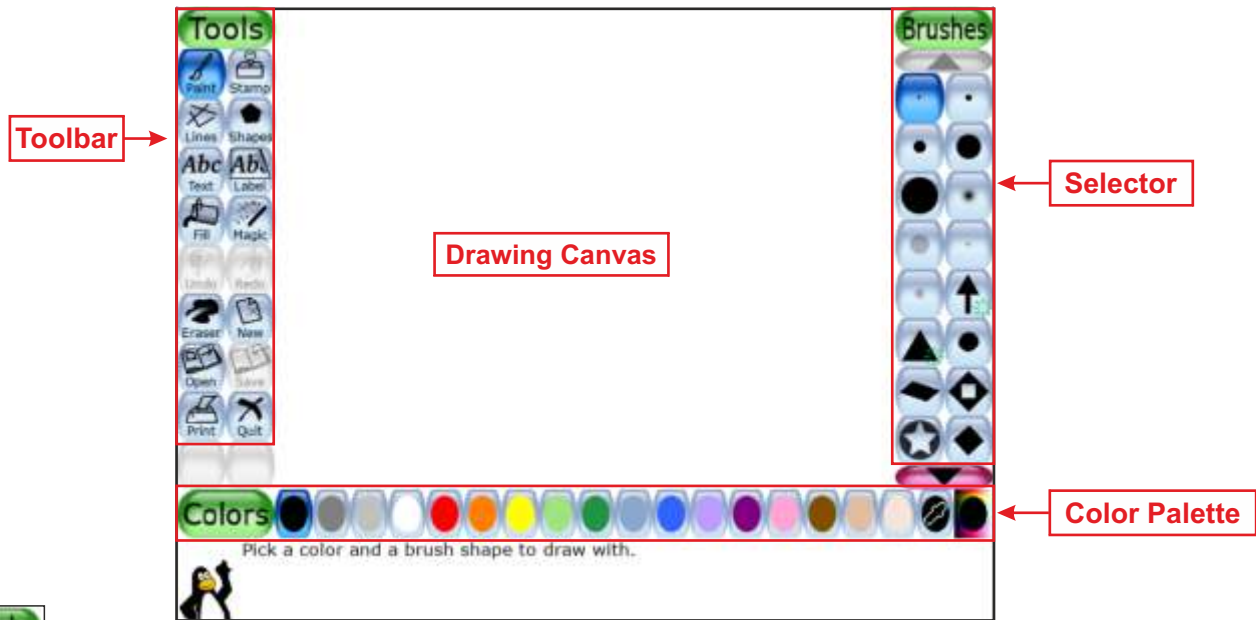 Tools
Brushes
Paint Stamp
Lines Shapes
Toolbar
Abc Abc
Text Label
Selector
Fill Magic
Drawing Canvas
Undo Redo
Eraser New
Open Save
Print Quit
Colors
Color Palette
Pick a color and a brush shape to draw with.